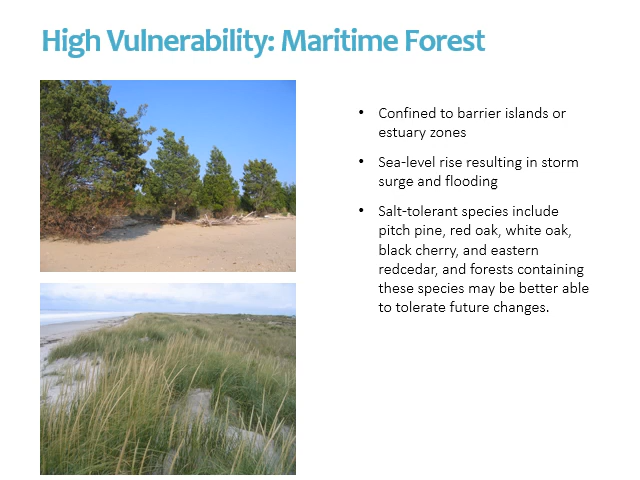 High Vulnerability: Maritime Forest
• Confined to barrier islands or
estuary zones
• Sea-level rise resulting in storm
surge and flooding
• Salt-tolerant species include
pitch pine, red oak, white oak,
black cherry, and eastern
redcedar, and forests containing
these species may be better able
to tolerate future changes.